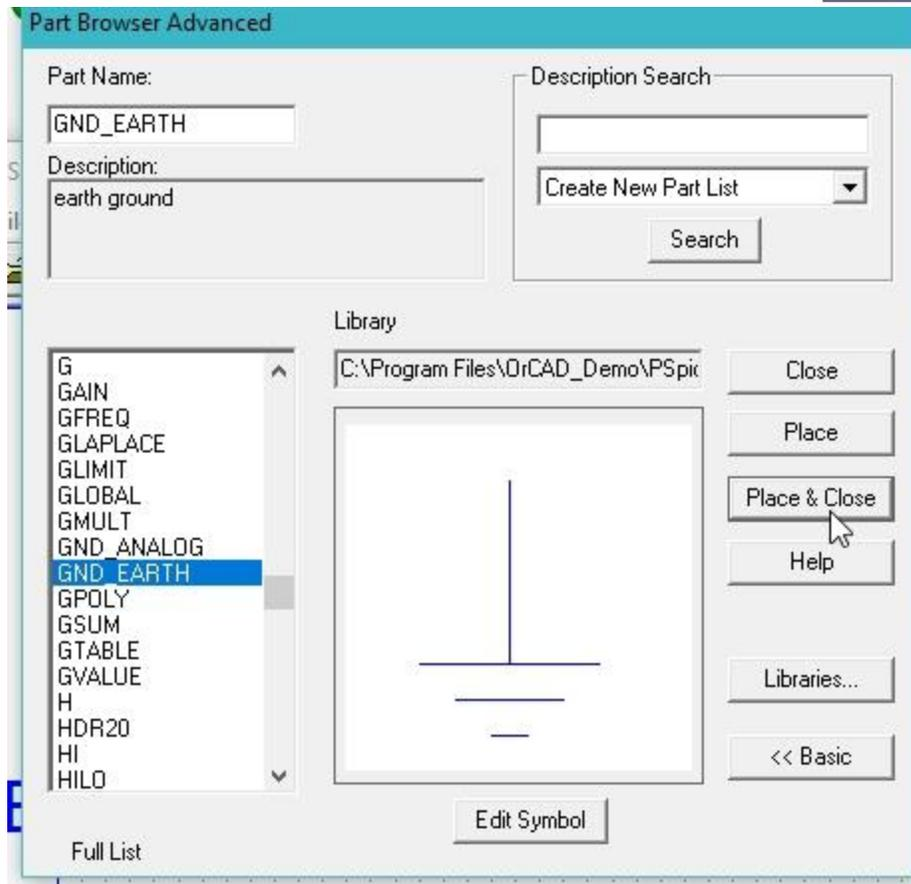 Part Browser Advanced
Part Name:
GND_EARTH
Description:
earth ground
Description Search
Create New Part List
Search
Library
C:\Program Files\OrCAD_Demo\PSpic
G
GAIN
GFREQ
GLAPLACE
GLIMIT
GLOBAL
GMULT
GND_ANALOG
GND_EARTH
GPOLY
GSUM
GTABLE
GVALUE
H
HDR20
HI
HILO
Full List
Close
Place
Place & Close
Help
Libraries...
<< Basic
Edit Symbol